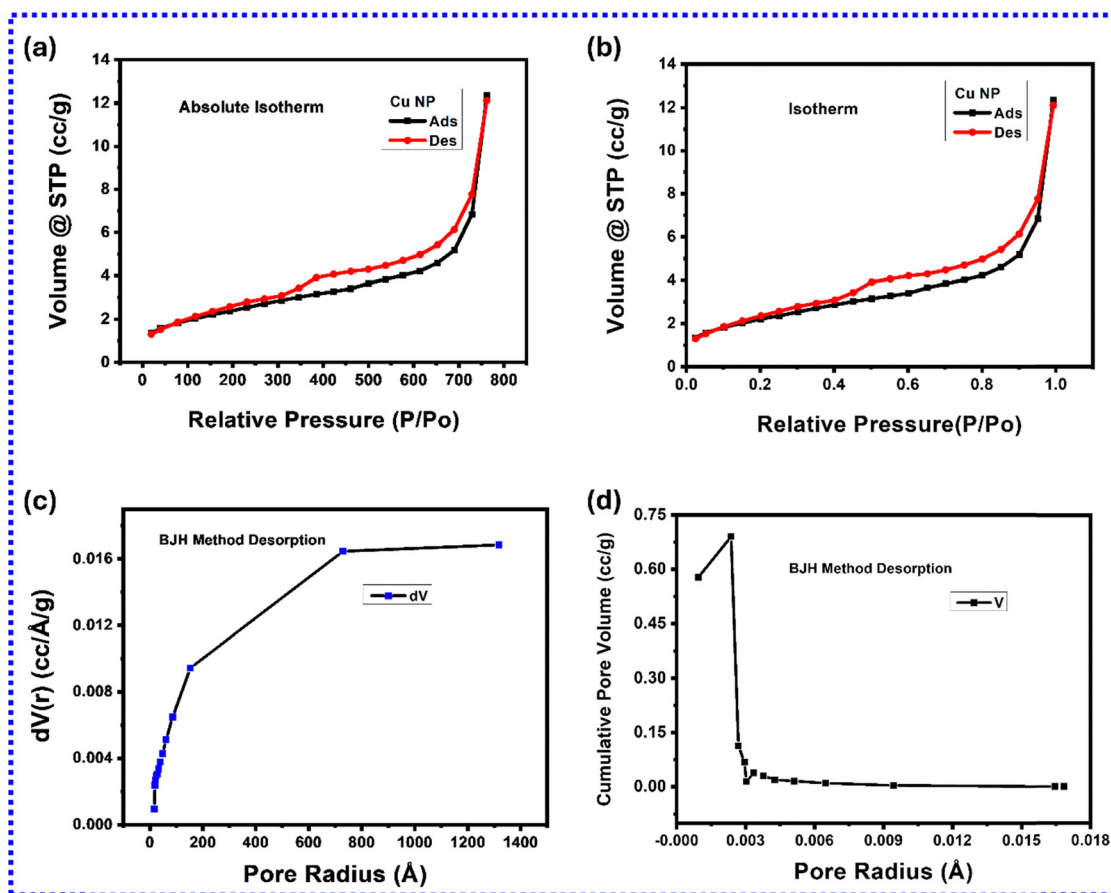 (a)
14
12
10
8
6
4
2
0
Volume @ STP (cc/g)
Absolute Isotherm
Cu NP
Ads
Des
0 100 200 300 400 500 600 700 800
Relative Pressure (P/Po)
(b)
14
12
10
8
6
4
2
0
Volume @ STP (cc/g)
Isotherm
Cu NP
Ads
Des
0.0 0.2 0.4 0.6 0.8 1.0
Relative Pressure(P/Po)
(c)
0.016
0.012
0.008
0.004
0.000
dV(r) (cc/Å/g)
BJH Method Desorption
dV
0 200 400 600 800 1000 1200 1400
Pore Radius (Å)
(d)
0.75
0.60
0.45
0.30
0.15
0.00
Cumulative Pore Volume (cc/g)
BJH Method Desorption
V
-0.000 0.003 0.006 0.009 0.012 0.015 0.018
Pore Radius (Å)